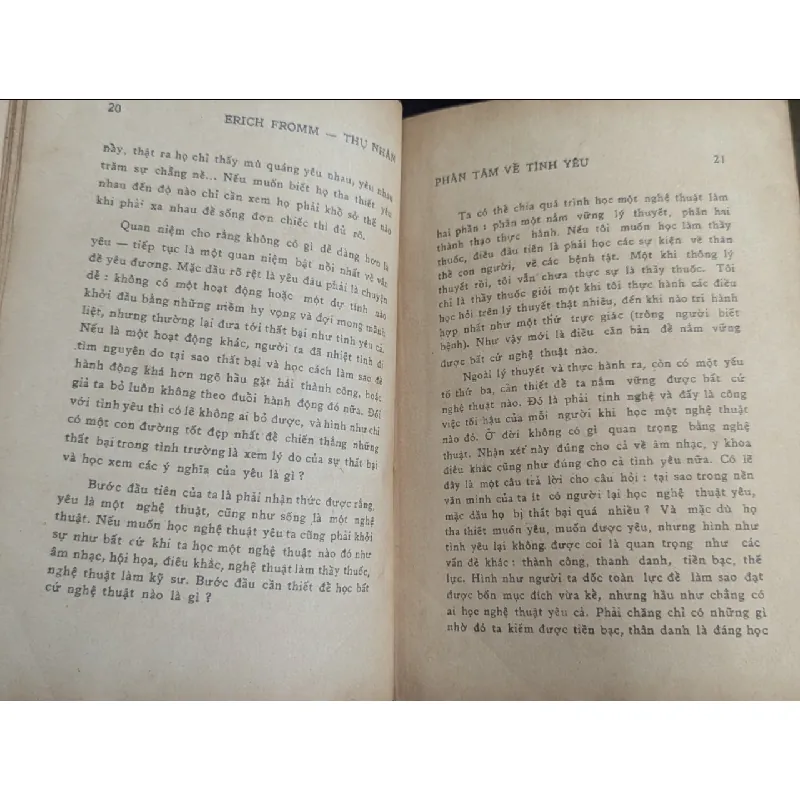 20
ERICH FROMM — THỤ NHÂN
này, thật ra họ chỉ thấy mù quáng yêu nhau, yêu nhau
trăm sự chẳng nề... Nếu muốn biết họ tha thiết yêu
nhau đến độ nào chỉ cần xem họ phải khổ sở thế nào
khi phải xa nhau để sống đơn chiếc thì đủ rõ.
Quan niệm cho rằng không có gì dễ dàng hơn là
yêu — tiếp tục là một quan niệm bật nồi nhất về vấn
đề yêu đương. Mặc dầu rõ rệt là yêu đâu phải là chuyện
dễ : không có một hoạt động hoặc một dự tính nào
khởi đầu bằng những mềm hy vọng và đợi mong mãnh
liệt, nhưng thường lại đưa tới thất bại như tình yêu cả.
Nếu là một hoạt động khác, người ta đã nhiệt tình đi
tìm nguyên do tại sao thất bại và học cách làm sao để
hành động khá hơn ngõ hầu gặt hái thành công, hoặc
giả ta bỏ luôn không theo đuổi hành động đó nữa. Đối
với tình yêu thì có lẽ không ai bỏ được, và hình như chỉ
có một con đường tốt đẹp nhất để chiến thắng những
thất bại trong tình trường là xem lý do của sự thất bại
và học xem các ý nghĩa của yêu là gì ?
Bước đầu tiên của ta là phải nhận thức được rằng,
yêu là một nghệ thuật, cũng như sống là một nghệ
thuật. Nếu muốn học nghệ thuật yêu ta cũng phải khởi
sự như bất cứ khi ta học một nghệ thuật nào đó như
âm nhạc, hội họa, điêu khắc, nghệ thuật làm thầy thuốc,
nghệ thuật làm kỹ sư. Bước đầu cần thiết để học bất
cứ nghệ thuật nào là gì ?
PHÂN TÂM VỀ TÌNH YÊU
21
Ta có thể chia quá trình học một nghệ thuật làm
hai phần : phần một nắm vững lý thuyết, phần hai
thành thạo thực hành. Nếu tôi muốn học làm thầy
thuốc, điều đầu tiên là phải học các sự kiện về thân
thể con người, về các bệnh tật. Một khi thông lý
thuyết rồi, tôi vẫn chưa thực sự là thầy thuốc. Tôi
chỉ là thầy thuốc giỏi một khi tôi thực hành các điều
học hỏi trên lý thuyết thật nhiều, đến khi nào tri hành
hợp nhất như một thứ trực giác (trông người biết
bệnh). Như vậy mới là điều căn bản để nắm vững
được bất cứ nghệ thuật nào.
Ngoài lý thuyết và thực hành ra, còn có một yếu
tố thứ ba, cần thiết để ta nắm vững được bất cứ
nghệ thuật nào. Đó là phải tinh nghệ và đấy là công
việc tối hậu của mỗi người khi học một nghệ thuật
nào đó. Ở đời không có gì quan trọng bằng nghệ
thuật. Nhận xét này đúng cho cả về âm nhạc, y khoa
điêu khắc cũng như đúng cho cả tình yêu nữa. Có lẽ
đây là một câu trả lời cho câu hỏi : tại sao trong nền
văn minh của ta ít có người lại học nghệ thuật yêu,
mặc dầu họ bị thất bại quá nhiều ? Và mặc dù họ
tha thiết muốn yêu, muốn được yêu, nhưng hình như
tình yêu lại không được coi là quan trọng như các
vấn đề khác : thành công, thanh danh, tiền bạc, thế
lực. Hình như người ta dốc toàn lực để làm sao đạt
được bốn mục đích vừa kể, nhưng hầu như chẳng có
ai học nghệ thuật yêu cả. Phải chăng chỉ có những gì
nhờ đó ta kiếm được tiền bạc, thân danh là đáng học